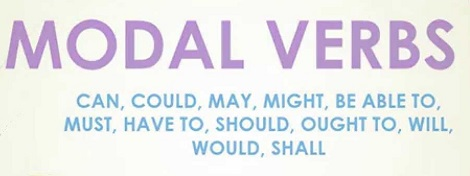 MODAL VERBS
CAN, COULD, MAY, MIGHT, BE ABLE TO,
MUST, HAVE TO, SHOULD, OUGHT TO, WILL,
WOULD, SHALL